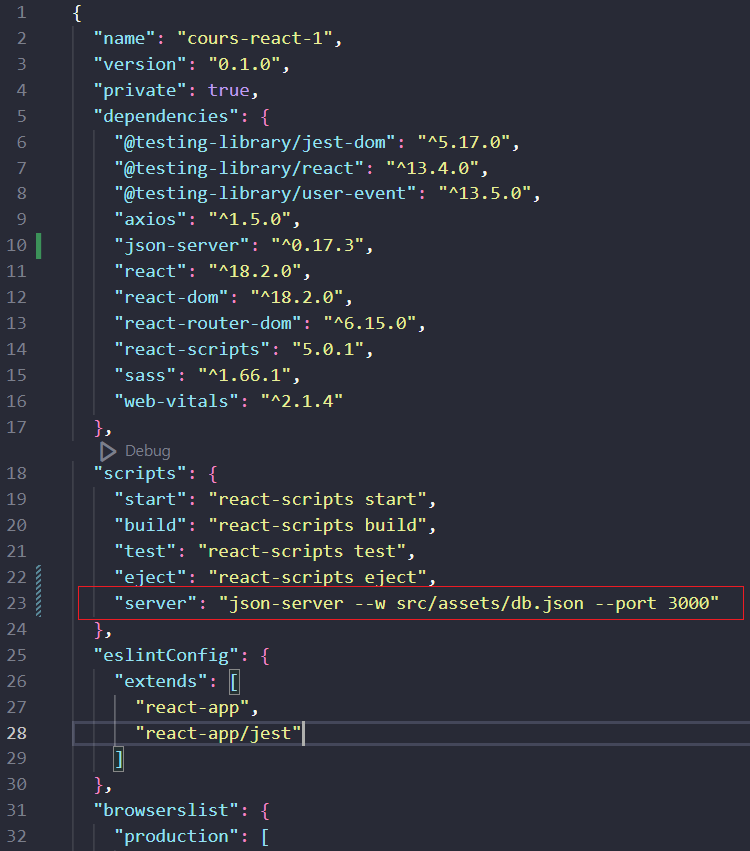 1 {
2 "name": "cours-react-1",
3 "version": "0.1.0",
4 "private": true,
5 "dependencies": {
6 "@testing-library/jest-dom": "^5.17.0",
7 "@testing-library/react": "^13.4.0",
8 "@testing-library/user-event": "^13.5.0",
9 "axios": "^1.5.0",
10 "json-server": "^0.17.3",
11 "react": "^18.2.0",
12 "react-dom": "^18.2.0",
13 "react-router-dom": "^6.15.0",
14 "react-scripts": "5.0.1",
15 "sass": "^1.66.1",
16 "web-vitals": "^2.1.4"
17 },
Debug
18 "scripts": {
19 "start": "react-scripts start",
20 "build": "react-scripts build",
21 "test": "react-scripts test",
22 "eject": "react-scripts eject",
23 "server": "json-server --w src/assets/db.json --port 3000"
24 },
25 "eslintConfig": {
26 "extends": [
27 "react-app",
28 "react-app/jest"
29 ]
30 },
31 "browserslist": {
32 "production": [